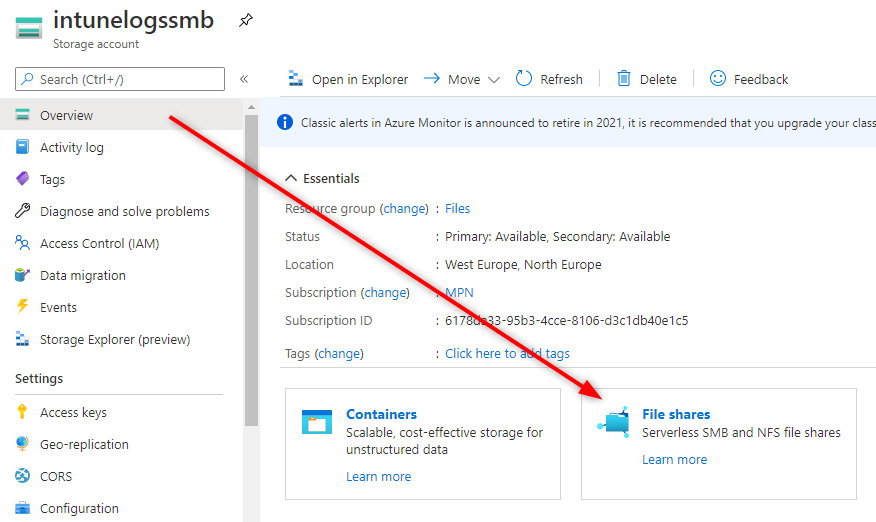 intunelogssmb
Storage account
Search (Ctrl+/)
«
Overview
Activity log
Tags
Diagnose and solve problems
Access Control (IAM)
Data migration
Events
Storage Explorer (preview)
Settings
Access keys
Geo-replication
CORS
Configuration
Open in Explorer
Move
Refresh
Delete
Feedback
Classic alerts in Azure Monitor is announced to retire in 2021, it is recommended that you upgrade your class
Essentials
Resource group (change) : Files
Status : Primary: Available, Secondary: Available
Location : West Europe, North Europe
Subscription (change) : MPN
Subscription ID : 6178da33-95b3-4cce-8106-d3c1db40e1c5
Tags (change) : Click here to add tags
Containers
Scalable, cost-effective storage for
unstructured data
Learn more
File shares
Serverless SMB and NFS file shares
Learn more